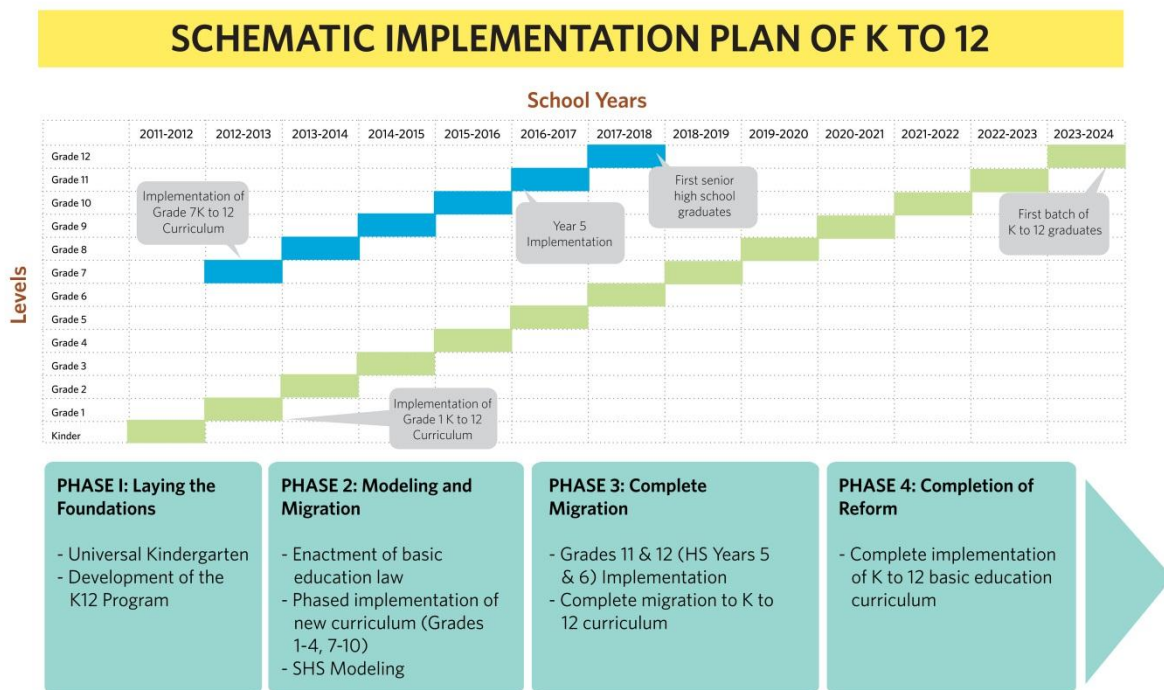 SCHEMATIC IMPLEMENTATION PLAN OF K TO 12
School Years
2011-2012 2012-2013 2013-2014 2014-2015 2015-2016 2016-2017 2017-2018 2018-2019 2019-2020 2020-2021 2021-2022 2022-2023 2023-2024
Levels
Grade 12
Grade 11
Grade 10
Grade 9
Grade 8
Grade 7
Grade 6
Grade 5
Grade 4
Grade 3
Grade 2
Grade 1
Kinder
Implementation of
Grade 7K to 12
Curriculum
Year 5
Implementation
First senior
high school
graduates
First batch of
K to 12 graduates
Implementation of
Grade 1 K to 12
Curriculum
PHASE I: Laying the
Foundations
- Universal Kindergarten
- Development of the
K12 Program
PHASE 2: Modeling and
Migration
- Enactment of basic
education law
- Phased implementation of
new curriculum (Grades
1-4, 7-10)
- SHS Modeling
PHASE 3: Complete
Migration
- Grades 11 & 12 (HS Years 5
& 6) Implementation
- Complete migration to K to
12 curriculum
PHASE 4: Completion of
Reform
- Complete implementation
of K to 12 basic education
curriculum